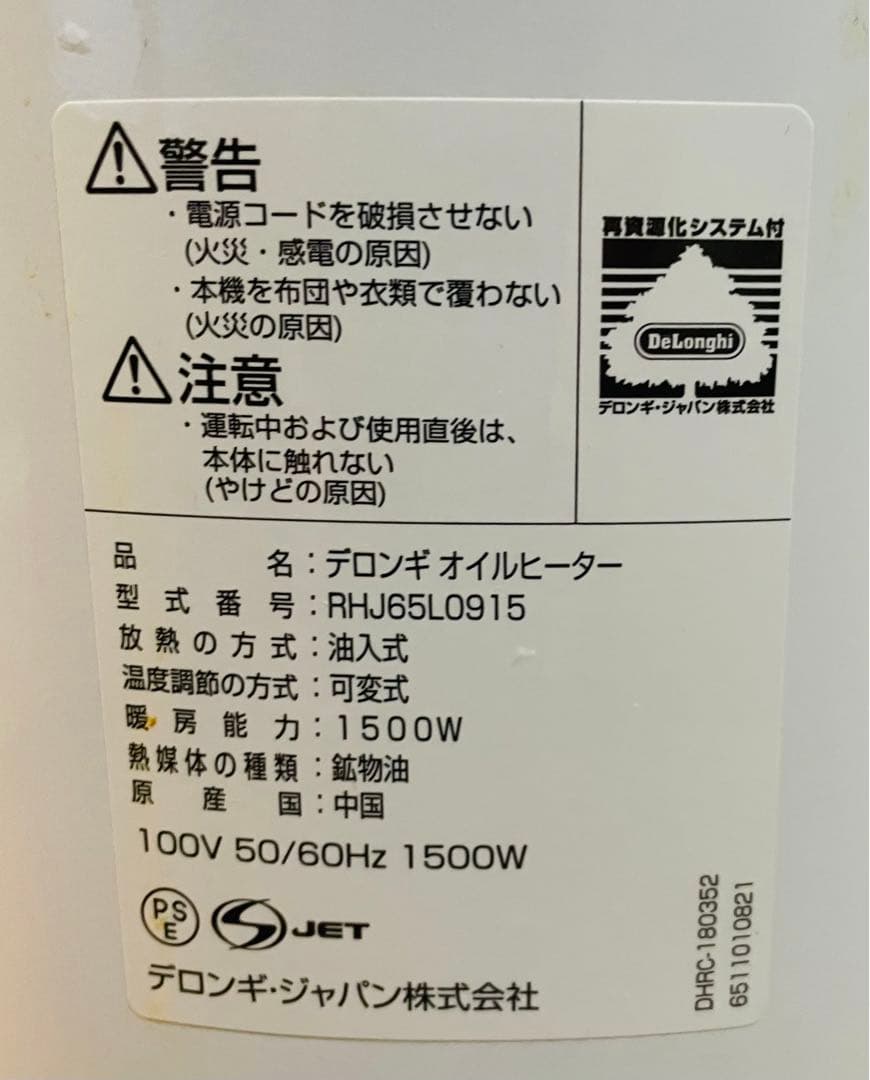 警告
・電源コードを破損させない
(火災・感電の原因)
・本機を布団や衣類で覆わない
(火災の原因)
注意
・運転中および使用直後は、
本体に触れない
(やけどの原因)
再資源化システム付
DeLonghi
デロンギ・ジャパン株式会社
品名：デロンギ オイルヒーター
型式番号：RHJ65L0915
放熱の方式：油入式
温度調節の方式：可変式
暖房能力：1500W
熱媒体の種類：鉱物油
原産国：中国
100V 50/60Hz 1500W
PS
E
S JET
デロンギ・ジャパン株式会社
DHRC-180352
6511010821